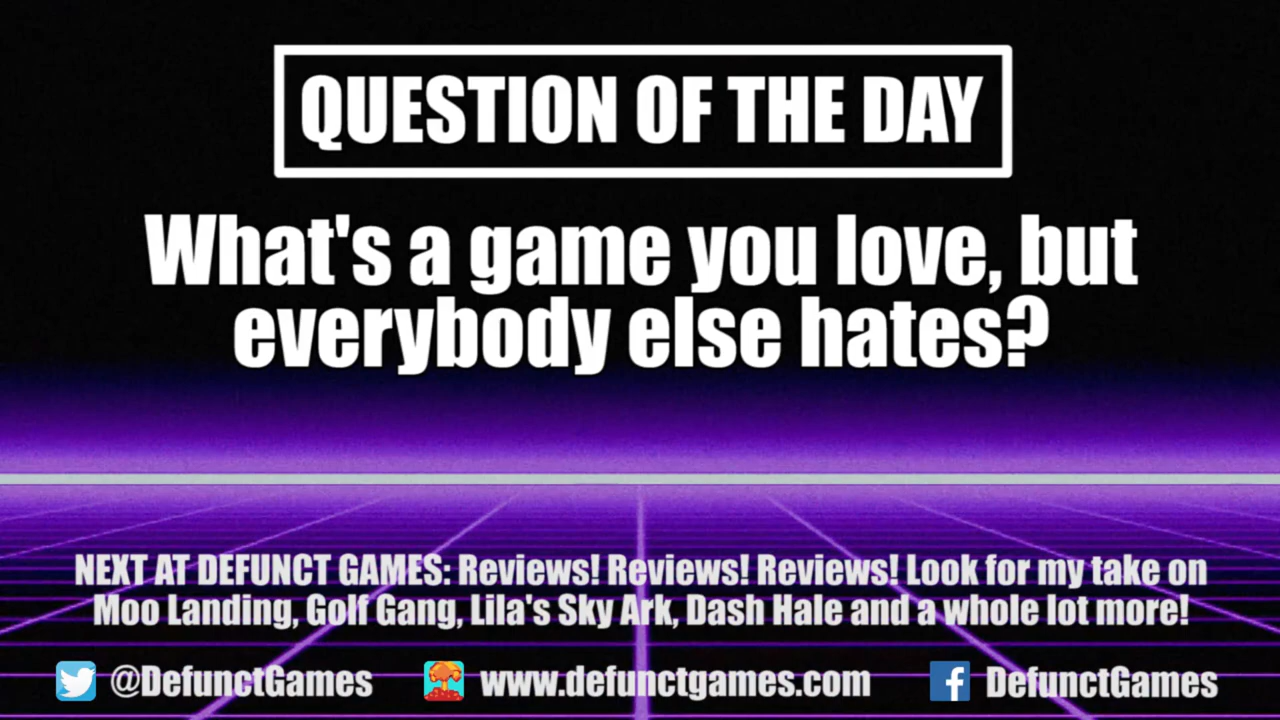 QUESTION OF THE DAY
What's a game you love, but
everybody else hates?
NEXT AT DEFUNCT GAMES: Reviews! Reviews! Reviews! Look for my take on
Moo Landing, Golf Gang, Lila's Sky Ark, Dash Hale and a whole lot more!
@DefunctGames www.defunctgames.com DefunctGames